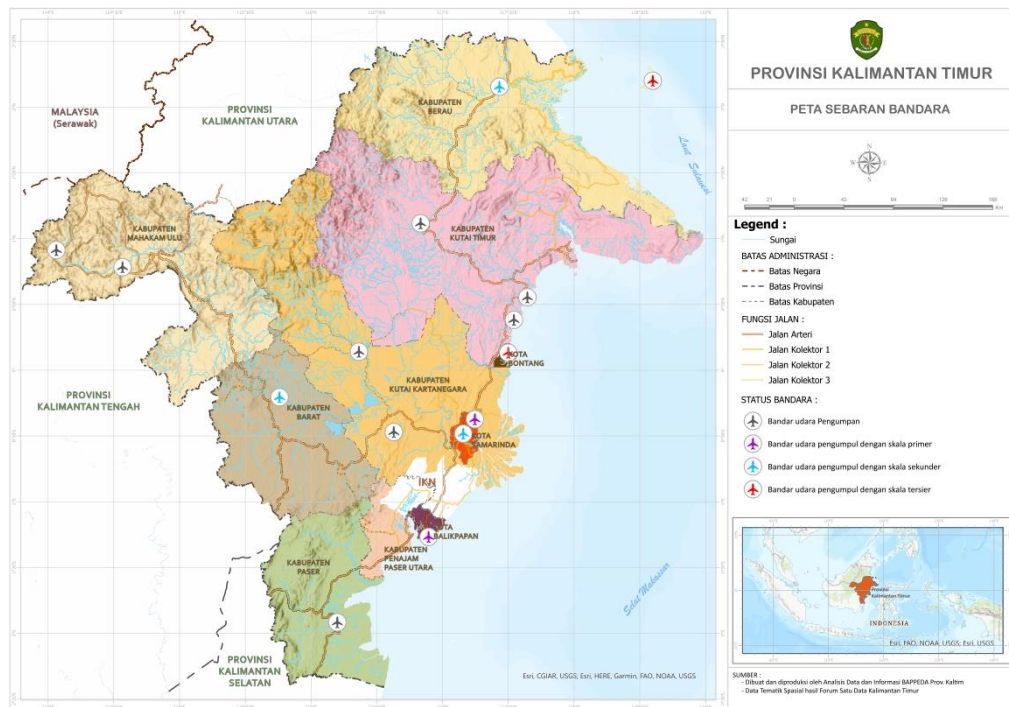 PROVINSI KALIMANTAN TIMUR
PETA SEBARAN BANDARA
MALAYSIA
(Serawak)
PROVINSI
KALIMANTAN UTARA
KABUPATEN
BERAU
Laut Sulawesi
KABUPATEN
MAHAKAM ULU
KABUPATEN
KUTAI TIMUR
KOTA
BONTANG
KABUPATEN
KUTAI KARTANEGARA
PROVINSI
KALIMANTAN TENGAH
KABUPATEN
BARAT
KOTA
SAMARINDA
IKN
KOTA
BALIKPAPAN
KABUPATEN
PENAJAM
PASER UTARA
KABUPATEN
PASER
Selat Makassar
PROVINSI
KALIMANTAN
SELATAN
Esri, CGIAR, USGS; Esri, HERE, Garmin, FAO, NOAA, USGS
Legend :
Sungai
BATAS ADMINISTRASI :
Batas Negara
Batas Provinsi
Batas Kabupaten
FUNGSI JALAN :
Jalan Arteri
Jalan Kolektor 1
Jalan Kolektor 2
Jalan Kolektor 3
STATUS BANDARA :
Bandar udara Pengumpan
Bandar udara pengumpul dengan skala primer
Bandar udara pengumpul dengan skala sekunder
Bandar udara pengumpul dengan skala tersier
Provinsi
Kalimantan Timur
INDONESIA
Esri, FAO, NOAA, USGS; Esri, USGS
SUMBER :
- Dibuat dan diproduksi oleh Analisis Data dan Informasi BAPPEDA Prov. Kaltim
- Data Tematik Spasial hasil Forum Satu Data Kalimantan Timur